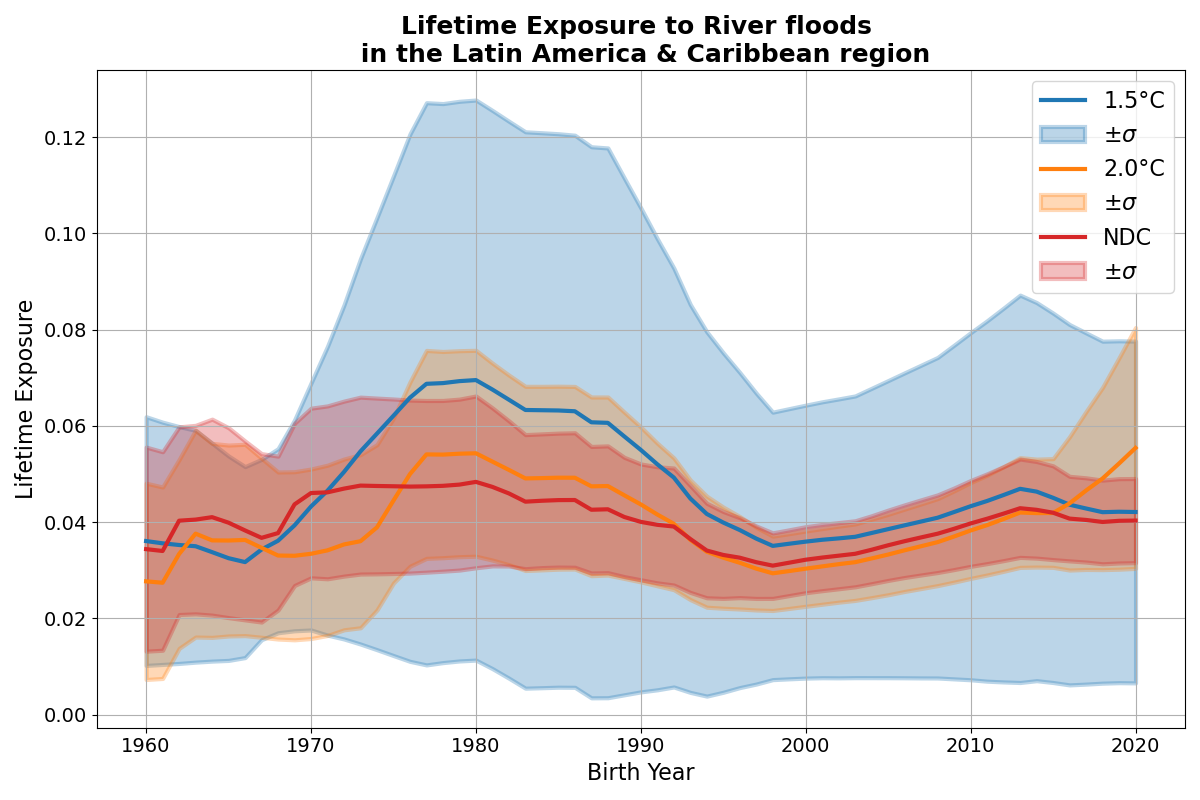 Lifetime Exposure to River floods
in the Latin America & Caribbean region
Lifetime Exposure
0.12
0.10
0.08
0.06
0.04
0.02
0.00
1.5°C
±σ
2.0°C
±σ
NDC
±σ
1960 1970 1980 1990 2000 2010 2020
Birth Year